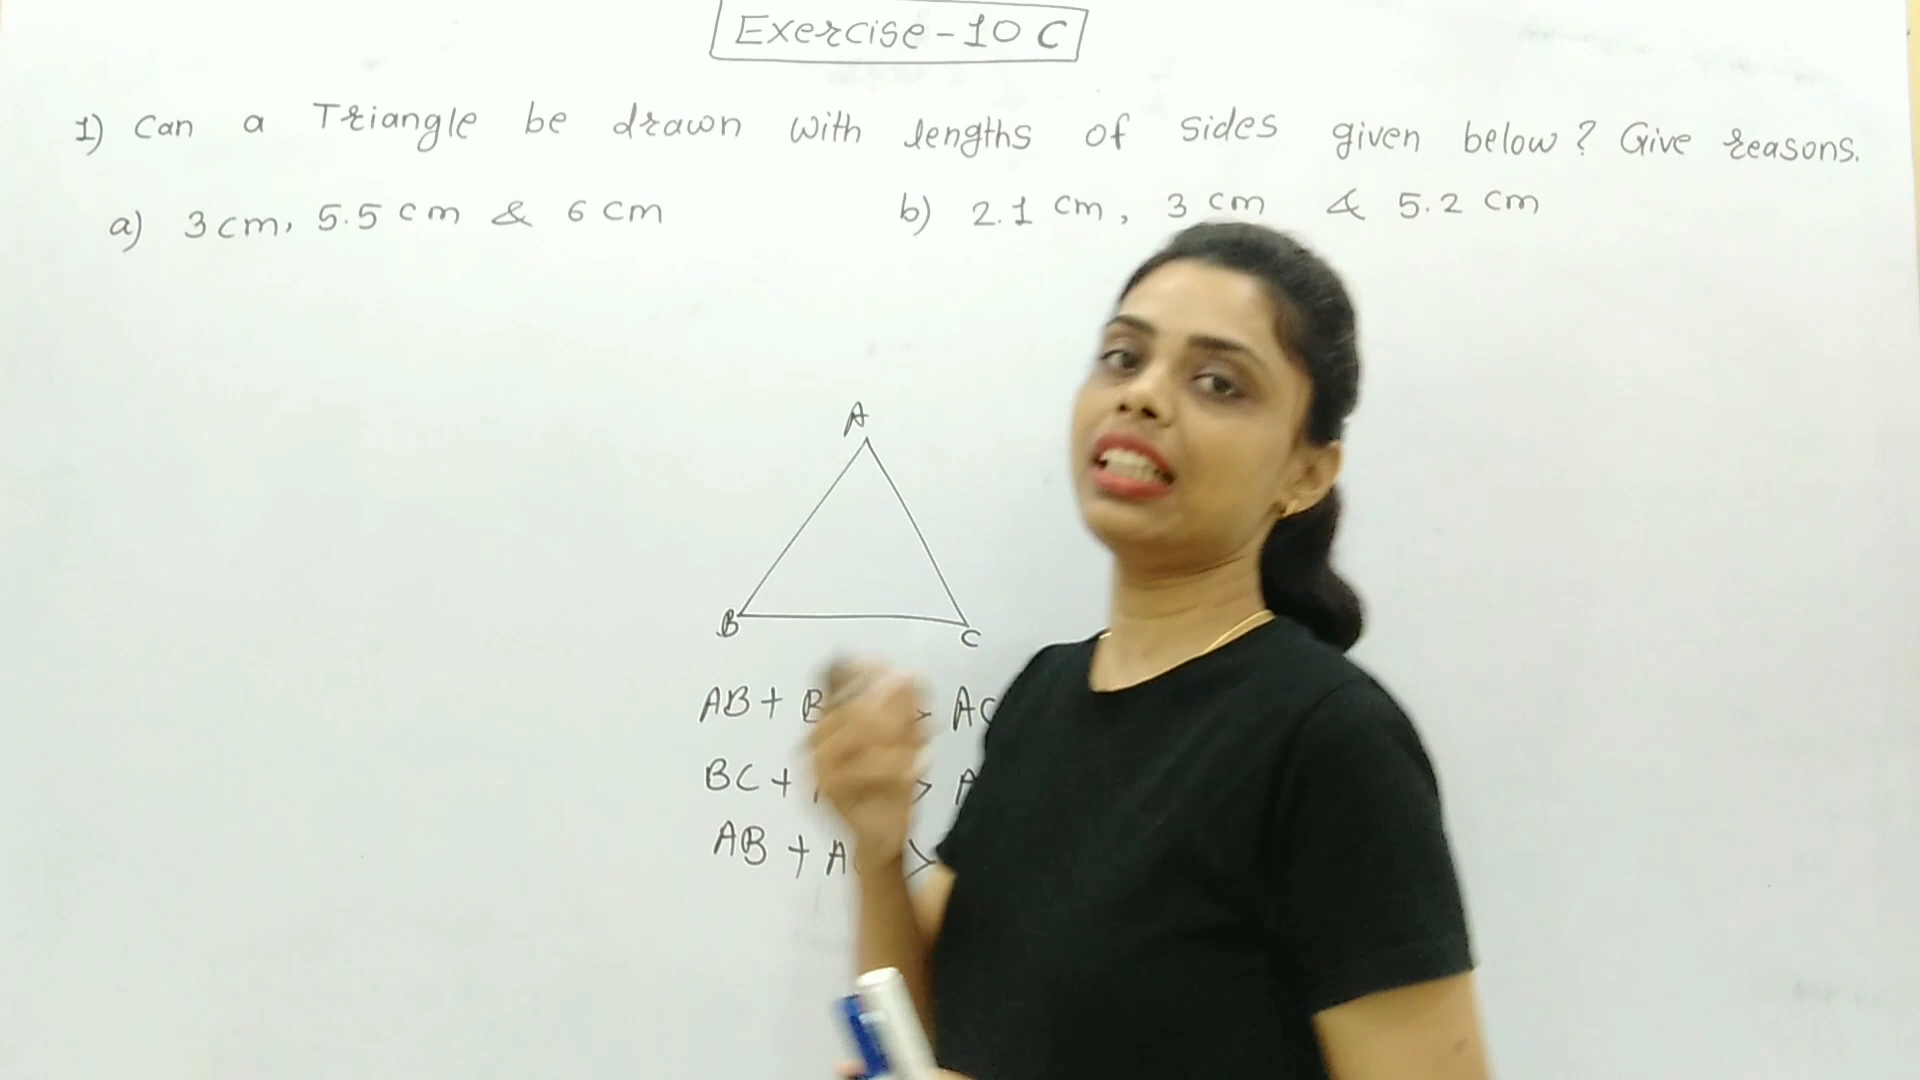 Exercise - 10 C
1) Can a Triangle be drawn with lengths of sides given below? Give reasons.
a) 3 cm, 5.5 cm & 6 cm b) 2.1 cm, 3 cm & 5.2 cm
A
B C
AB + > AC
BC + >
AB + >